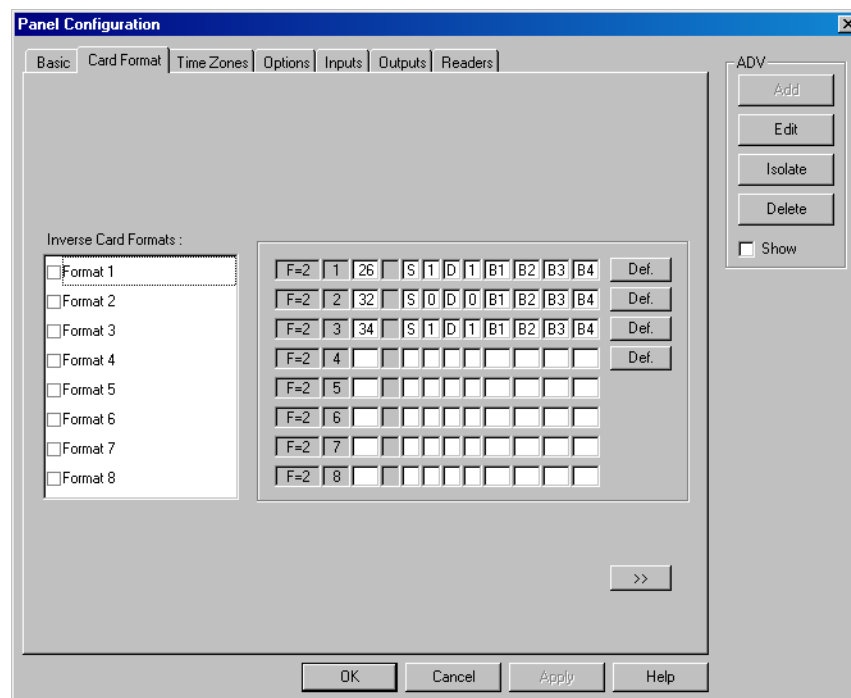 Panel Configuration
Basic Card Format Time Zones Options Inputs Outputs Readers
ADV
Add
Edit
Isolate
Delete
Show
Inverse Card Formats :
Format 1
Format 2
Format 3
Format 4
Format 5
Format 6
Format 7
Format 8
F=2 1 26 S 1 D 1 B1 B2 B3 B4 Def.
F=2 2 32 S 0 D 0 B1 B2 B3 B4 Def.
F=2 3 34 S 1 D 1 B1 B2 B3 B4 Def.
F=2 4 Def.
F=2 5
F=2 6
F=2 7
F=2 8
>>
OK Cancel Apply Help